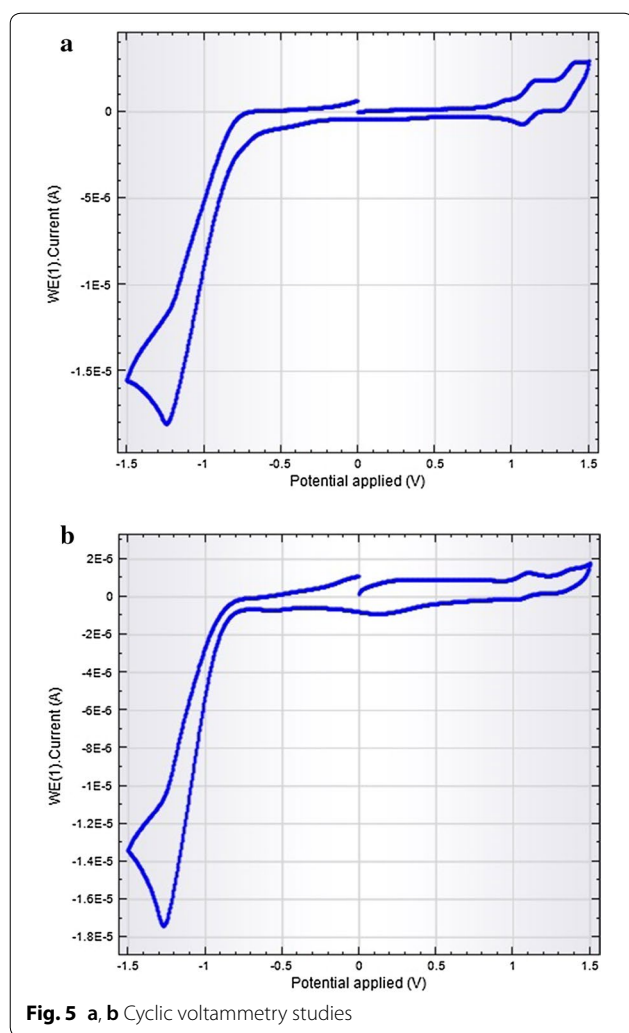 a
0
-5E-6
-1E-5
-1.5E-5
WE(1).Current (A)
-1.5 -1 -0.5 0 0.5 1 1.5
Potential applied (V)
b
2E-6
0
-2E-6
-4E-6
-6E-6
-8E-6
-1E-5
-1.2E-5
-1.4E-5
-1.6E-5
-1.8E-5
WE(1).Current (A)
-1.5 -1 -0.5 0 0.5 1 1.5
Potential applied (V)
Fig. 5 a, b Cyclic voltammetry studies